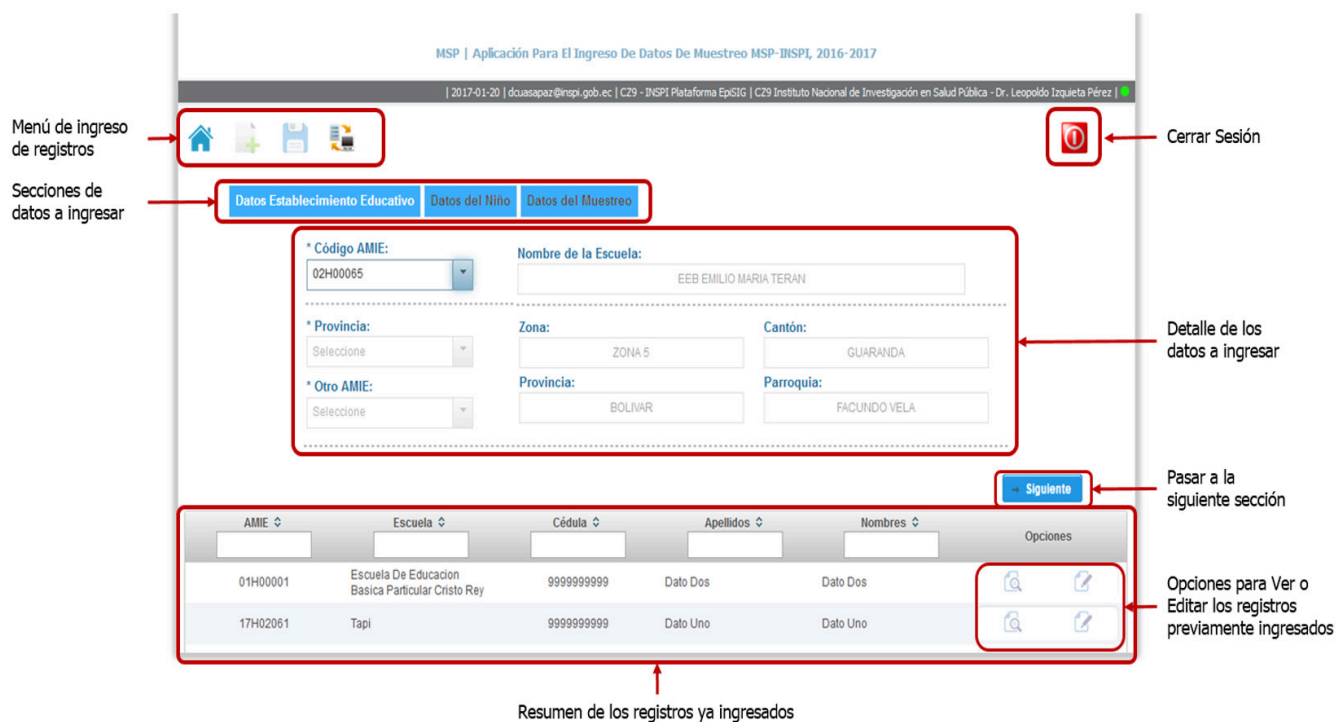 MSP | Aplicación Para El Ingreso De Datos De Muestreo MSP-INSPI, 2016-2017
| 2017-01-20 | dcuasapaz@inspi.gob.ec | CZ9 - INSPI Plataforma EpiSIG | CZ9 Instituto Nacional de Investigación en Salud Pública - Dr. Leopoldo Izquieta Pérez |
Menú de ingreso
de registros
Cerrar Sesión
Secciones de
datos a ingresar
Datos Establecimiento Educativo
Datos del Niño
Datos del Muestreo
* Código AMIE:
Nombre de la Escuela:
02H00065
EEB EMILIO MARIA TERAN
* Provincia:
Zona:
Cantón:
Seleccione
ZONA 5
GUARANDA
Detalle de los
datos a ingresar
* Otro AMIE:
Provincia:
Parroquia:
Seleccione
BOLIVAR
FACUNDO VELA
Siguiente
Pasar a la
siguiente sección
AMIE
Escuela
Cédula
Apellidos
Nombres
Opciones
01H00001
Escuela De Educacion
Basica Particular Cristo Rey
9999999999
Dato Dos
Dato Dos
17H02061
Tapi
9999999999
Dato Uno
Dato Uno
Opciones para Ver o
Editar los registros
previamente ingresados
Resumen de los registros ya ingresados